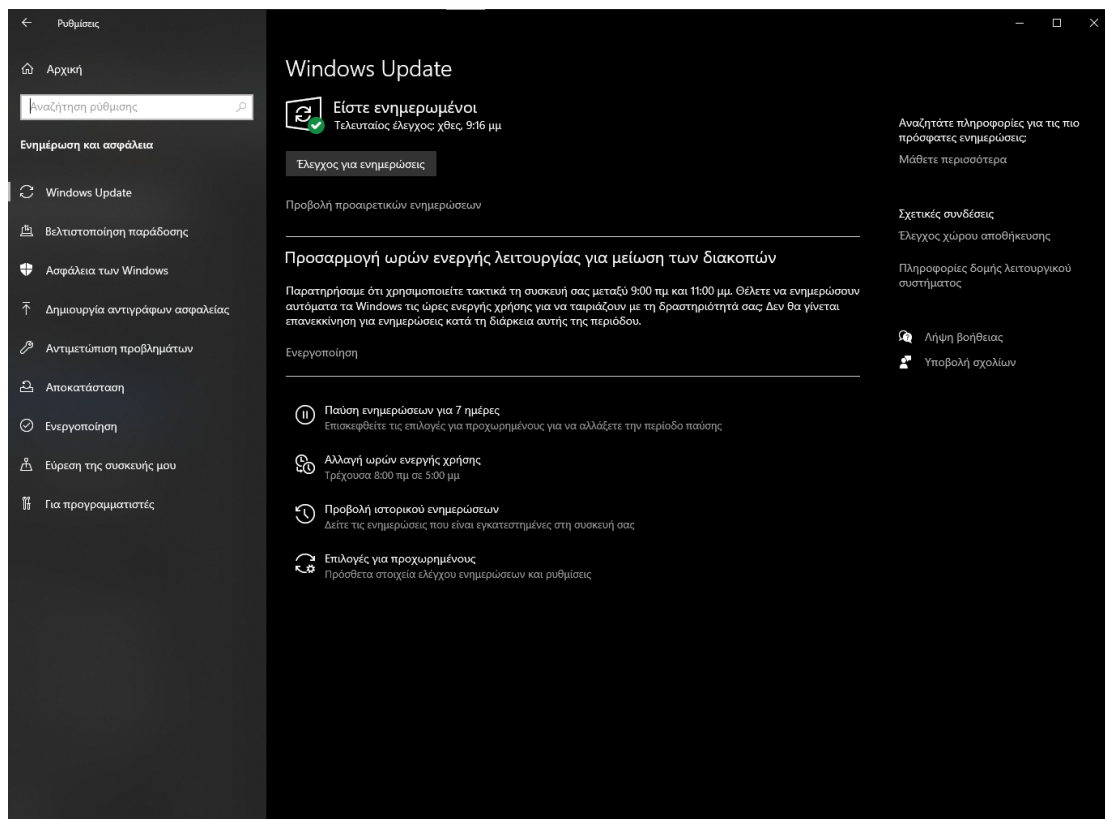 Ρυθμίσεις
Αρχική
Αναζήτηση ρύθμισης
Ενημέρωση και ασφάλεια
Windows Update
Βελτιστοποίηση παράδοσης
Ασφάλεια των Windows
Δημιουργία αντιγράφων ασφαλείας
Αντιμετώπιση προβλημάτων
Αποκατάσταση
Ενεργοποίηση
Εύρεση της συσκευής μου
Για προγραμματιστές
Windows Update
Είστε ενημερωμένοι
Τελευταίος έλεγχος: χθες, 9:16 μμ
Έλεγχος για ενημερώσεις
Προβολή προαιρετικών ενημερώσεων
Προσαρμογή ωρών ενεργής λειτουργίας για μείωση των διακοπών
Παρατηρήσαμε ότι χρησιμοποιείτε τακτικά τη συσκευή σας μεταξύ 9:00 πμ και 11:00 μμ. Θέλετε να ενημερώσουν
αυτόματα τα Windows τις ώρες ενεργής χρήσης για να ταιριάζουν με τη δραστηριότητά σας; Δεν θα γίνεται
επανεκκίνηση για ενημερώσεις κατά τη διάρκεια αυτής της περιόδου.
Ενεργοποίηση
Παύση ενημερώσεων για 7 ημέρες
Επισκεφθείτε τις επιλογές για προχωρημένους για να αλλάξετε την περίοδο παύσης
Αλλαγή ωρών ενεργής χρήσης
Τρέχουσα 8:00 πμ σε 5:00 μμ
Προβολή ιστορικού ενημερώσεων
Δείτε τις ενημερώσεις που είναι εγκατεστημένες στη συσκευή σας
Επιλογές για προχωρημένους
Πρόσθετα στοιχεία ελέγχου ενημερώσεων και ρυθμίσεις
Αναζητάτε πληροφορίες για τις πιο
πρόσφατες ενημερώσεις;
Μάθετε περισσότερα
Σχετικές συνδέσεις
Έλεγχος χώρου αποθήκευσης
Πληροφορίες δομής λειτουργικού
συστήματος
Λήψη βοήθειας
Υποβολή σχολίων